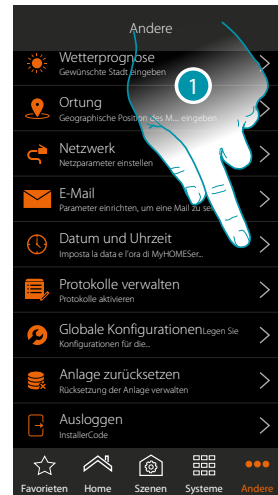 Andere
Wetterprognose
Gewünschte Stadt eingeben
1
Ortung
Geographische Position des M... eingeben
Netzwerk
Netzparameter einstellen
E-Mail
Parameter einrichten, um eine Mail zu se
Datum und Uhrzeit
Imposta la data e l'ora di MyHOMESer...
Protokolle verwalten
Protokolle aktivieren
Globale KonfigurationenLegen Sie
Konfigurationen für die...
Anlage zurücksetzen
Rücksetzung der Anlage verwalten
Ausloggen
InstallerCode
Favorieten Home Szenen Systeme Andere